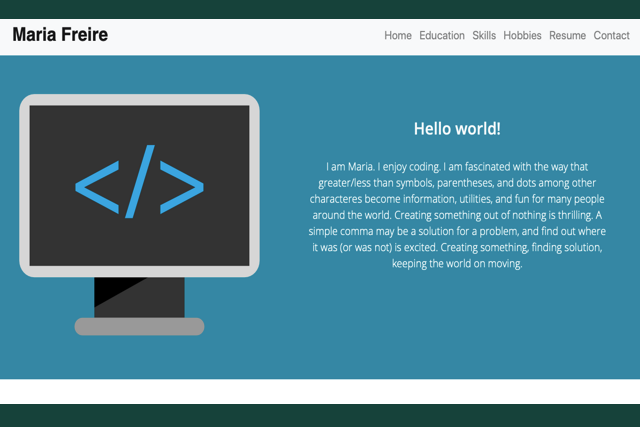 Maria Freire
Home Education Skills Hobbies Resume Contact
</>
Hello world!
I am Maria. I enjoy coding. I am fascinated with the way that
greater/less than symbols, parentheses, and dots among other
characteres become information, utilities, and fun for many people
around the world. Creating something out of nothing is thrilling. A
simple comma may be a solution for a problem, and find out where
it was (or was not) is excited. Creating something, finding solution,
keeping the world on moving.